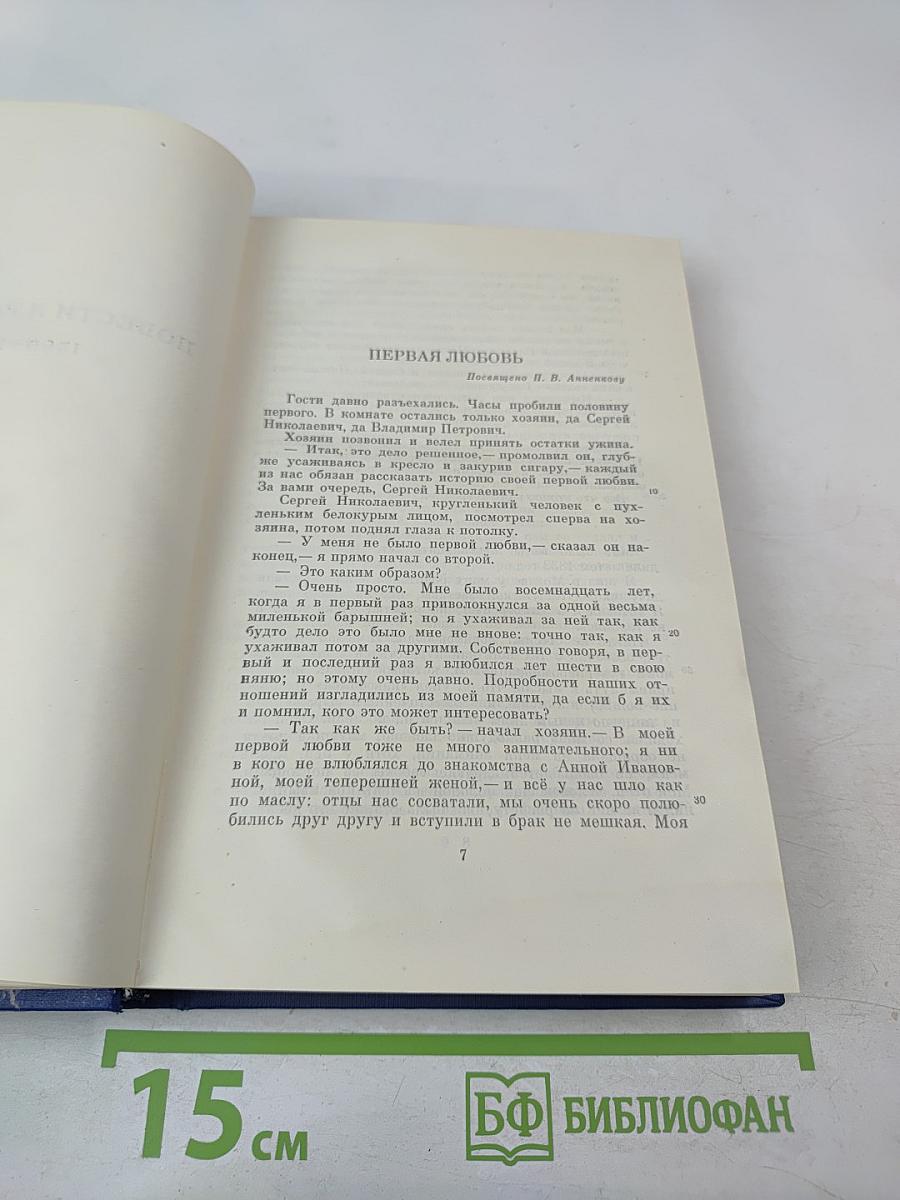 ПЕРВАЯ ЛЮБОВЬ
Посвящено П. В. Анненкову
Гости давно разъехались. Часы пробили половину
первого. В комнате остались только хозяин, да Сергей
Николаевич, да Владимир Петрович.
Хозяин позвонил и велел принять остатки ужина.
— Итак, это дело решенное,— промолвил он, глуб-
же усаживаясь в кресло и закурив сигару,— каждый
из нас обязан рассказать историю своей первой любви.
За вами очередь, Сергей Николаевич. 10
Сергей Николаевич, кругленький человек с пух-
леньким белокурым лицом, посмотрел сперва на хо-
зяина, потом поднял глаза к потолку.
— У меня не было первой любви,— сказал он на-
конец,— я прямо начал со второй.
— Это каким образом?
— Очень просто. Мне было восемнадцать лет,
когда я в первый раз приволокнулся за одной весьма
миленькой барышней; но я ухаживал за ней так, как
будто дело это было мне не внове: точно так, как я 20
ухаживал потом за другими. Собственно говоря, в пер-
вый и последний раз я влюбился лет шести в свою
няню; но этому очень давно. Подробности наших от-
ношений изгладились из моей памяти, да если б я их
и помнил, кого это может интересовать?
— Так как же быть? — начал хозяин.— В моей
первой любви тоже не много занимательного; я ни
в кого не влюблялся до знакомства с Анной Иванов-
ной, моей теперешней женой,— и всё у нас шло как
по маслу: отцы нас сосватали, мы очень скоро полю- 30
бились друг другу и вступили в брак не мешкая. Моя
7
15 см
БФ БИБЛИОФАН